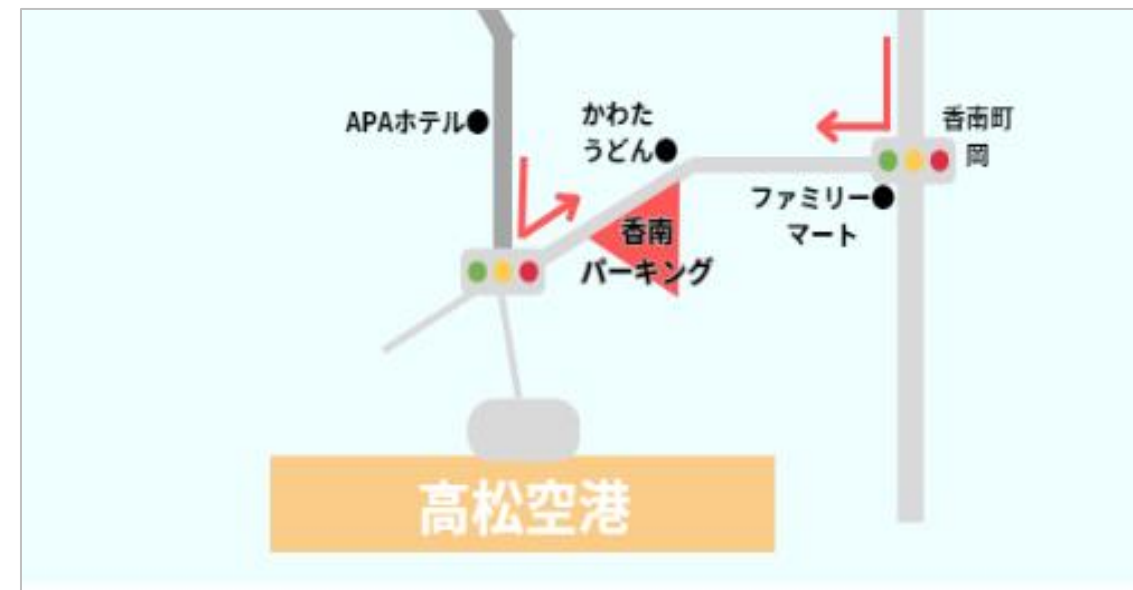 APAホテル
かわた
うどん
香南町
岡
ファミリー
マート
香南
パーキング
高松空港